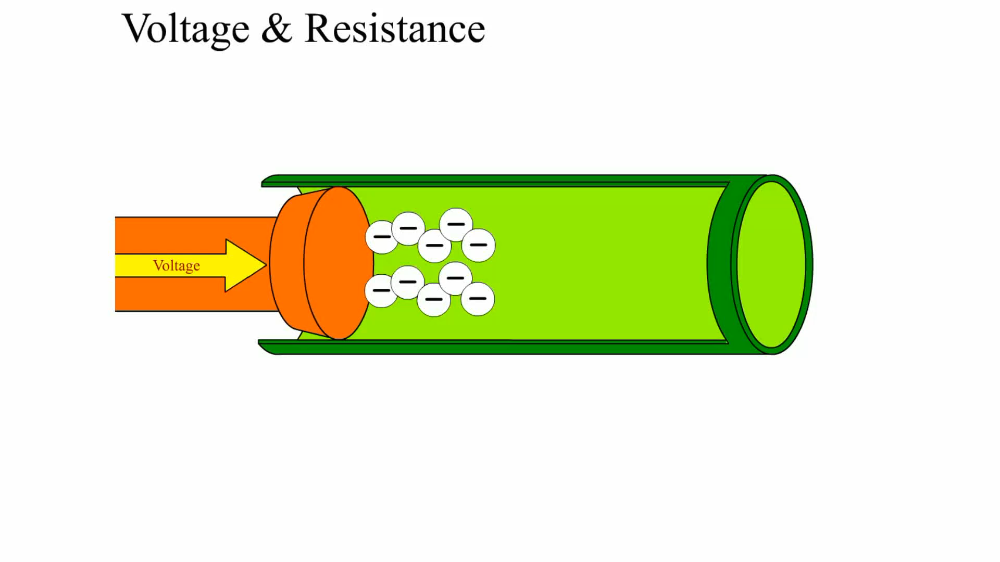 Voltage & Resistance
Voltage
− − − − −
− − − − −